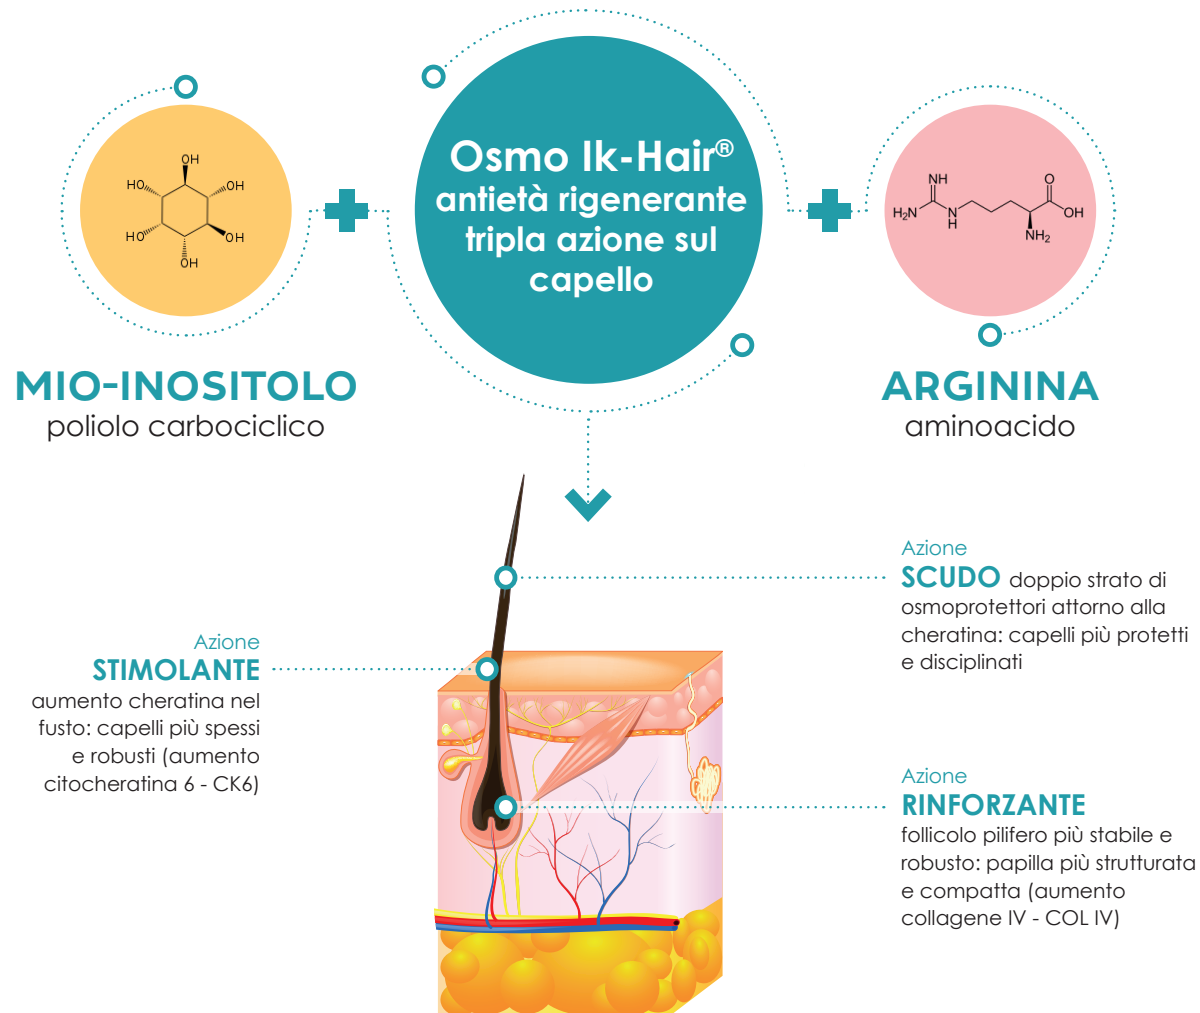 OH
HO
OH
HO
OH
OH
MIO-INOSITOLO
poliolo carbociclico
Osmo Ik-Hair®
antietà rigenerante
tripla azione sul
capello
NH
H₂N
N
H
O
OH
NH₂
ARGININA
aminoacido
Azione
SCUDO doppio strato di
osmoprotettori attorno alla
cheratina: capelli più protetti
e disciplinati
Azione
STIMOLANTE
aumento cheratina nel
fusto: capelli più spessi
e robusti (aumento
citocheratina 6 - CK6)
Azione
RINFORZANTE
follicolo pilifero più stabile e
robusto: papilla più strutturata
e compatta (aumento
collagene IV - COL IV)